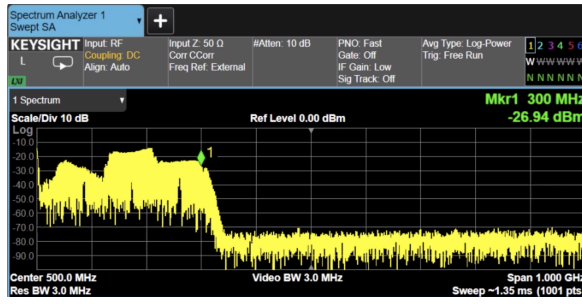 Spectrum Analyzer 1
Swept SA
+
KEYSIGHT Input: RF Input Z: 50 Ω #Atten: 10 dB PNO: Fast Avg Type: Log-Power 1 2 3 4 5 6
L Coupling: DC Corr CCorr Gate: Off Trig: Free Run W W W W W W
Align: Auto Freq Ref: External IF Gain: Low
LXI Sig Track: Off N N N N N N
1 Spectrum
Mkr1 300 MHz
Scale/Div 10 dB Ref Level 0.00 dBm -26.94 dBm
Log
1
-10.0
-20.0
-30.0
-40.0
-50.0
-60.0
-70.0
-80.0
-90.0
Center 500.0 MHz Video BW 3.0 MHz Span 1.000 GHz
Res BW 3.0 MHz Sweep ~1.35 ms (1001 pts